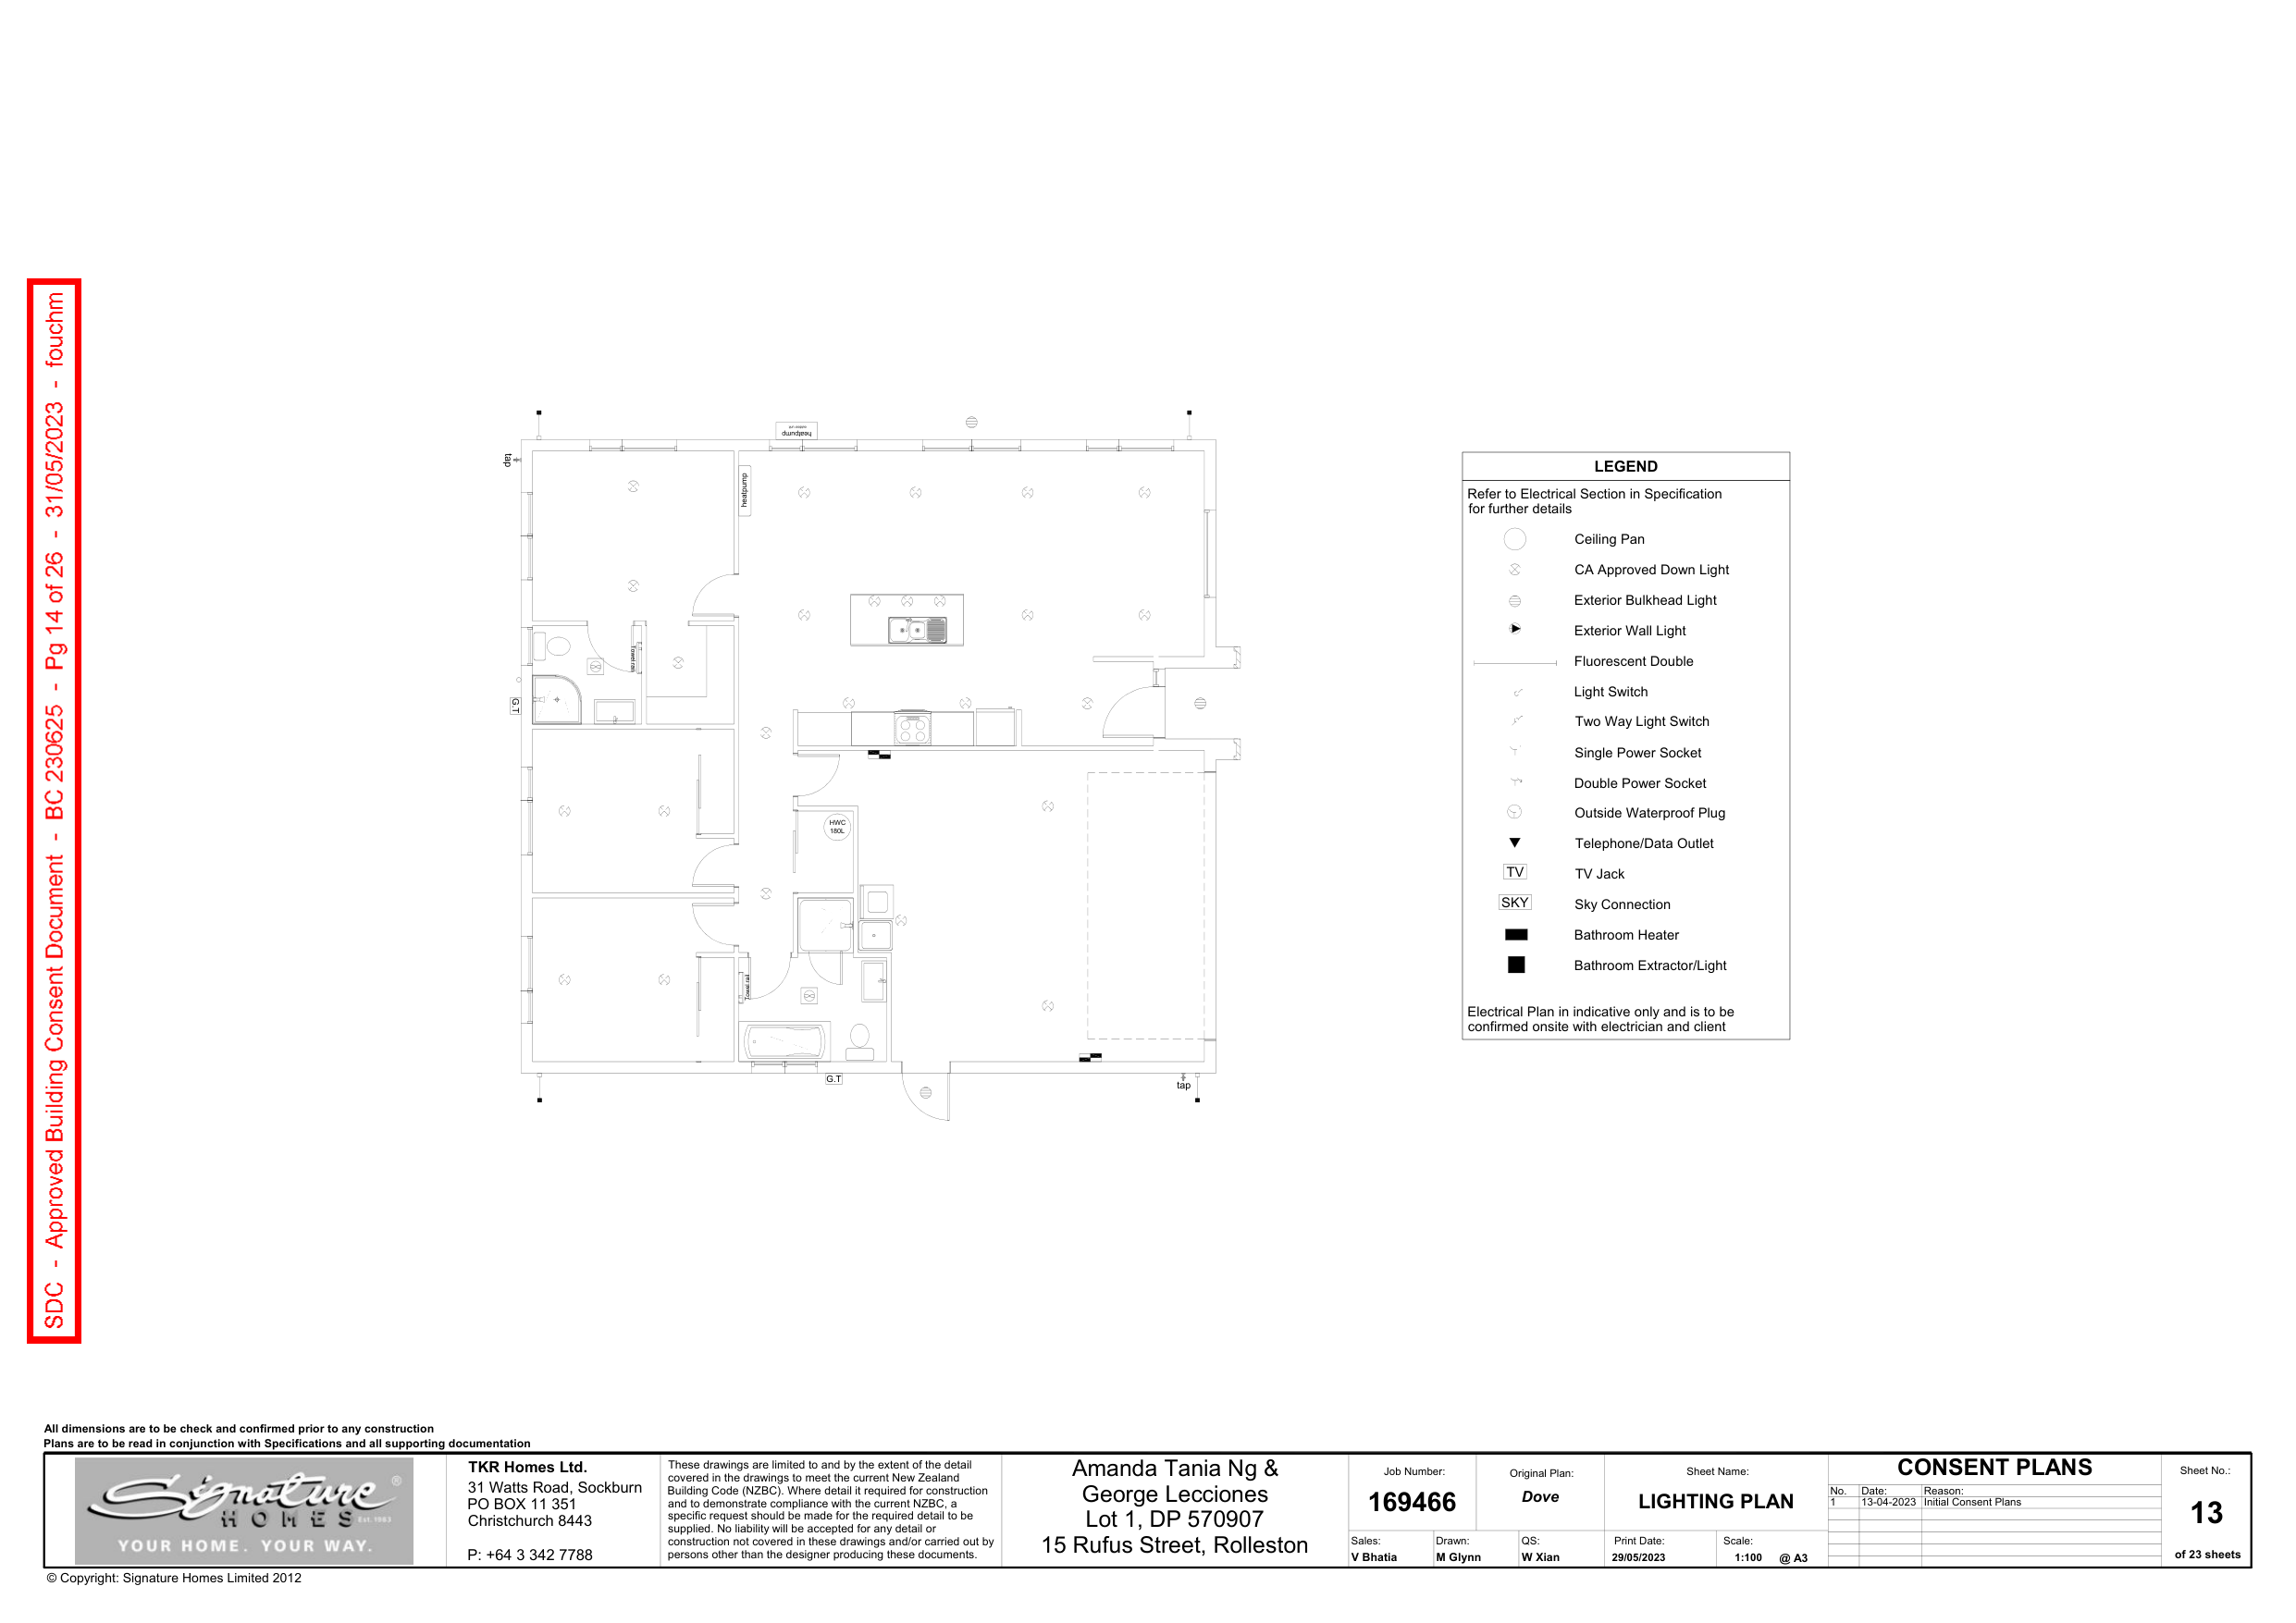 SDC - Approved Building Consent Document - BC 230625 - Pg 14 of 26 - 31/05/2023 - fouchm
heatpump
tap
heatpump
Towel rail
G.T
HWC
180L
Towel rail
G.T
tap
LEGEND
Refer to Electrical Section in Specification
for further details
Ceiling Pan
CA Approved Down Light
Exterior Bulkhead Light
Exterior Wall Light
Fluorescent Double
Light Switch
Two Way Light Switch
Single Power Socket
Double Power Socket
Outside Waterproof Plug
Telephone/Data Outlet
TV TV Jack
SKY Sky Connection
Bathroom Heater
Bathroom Extractor/Light
Electrical Plan in indicative only and is to be
confirmed onsite with electrician and client
All dimensions are to be check and confirmed prior to any construction
Plans are to be read in conjunction with Specifications and all supporting documentation
Signature ®
HOMES Est. 1983
YOUR HOME. YOUR WAY.
TKR Homes Ltd.
31 Watts Road, Sockburn
PO BOX 11 351
Christchurch 8443
P: +64 3 342 7788
These drawings are limited to and by the extent of the detail
covered in the drawings to meet the current New Zealand
Building Code (NZBC). Where detail it required for construction
and to demonstrate compliance with the current NZBC, a
specific request should be made for the required detail to be
supplied. No liability will be accepted for any detail or
construction not covered in these drawings and/or carried out by
persons other than the designer producing these documents.
Amanda Tania Ng &
George Lecciones
Lot 1, DP 570907
15 Rufus Street, Rolleston
Job Number:
169466
Original Plan:
Dove
Sheet Name:
LIGHTING PLAN
Sales:
V Bhatia
Drawn:
M Glynn
QS:
W Xian
Print Date:
29/05/2023
Scale:
1:100 @ A3
CONSENT PLANS
No. Date: Reason:
1 13-04-2023 Initial Consent Plans
Sheet No.:
13
of 23 sheets
© Copyright: Signature Homes Limited 2012